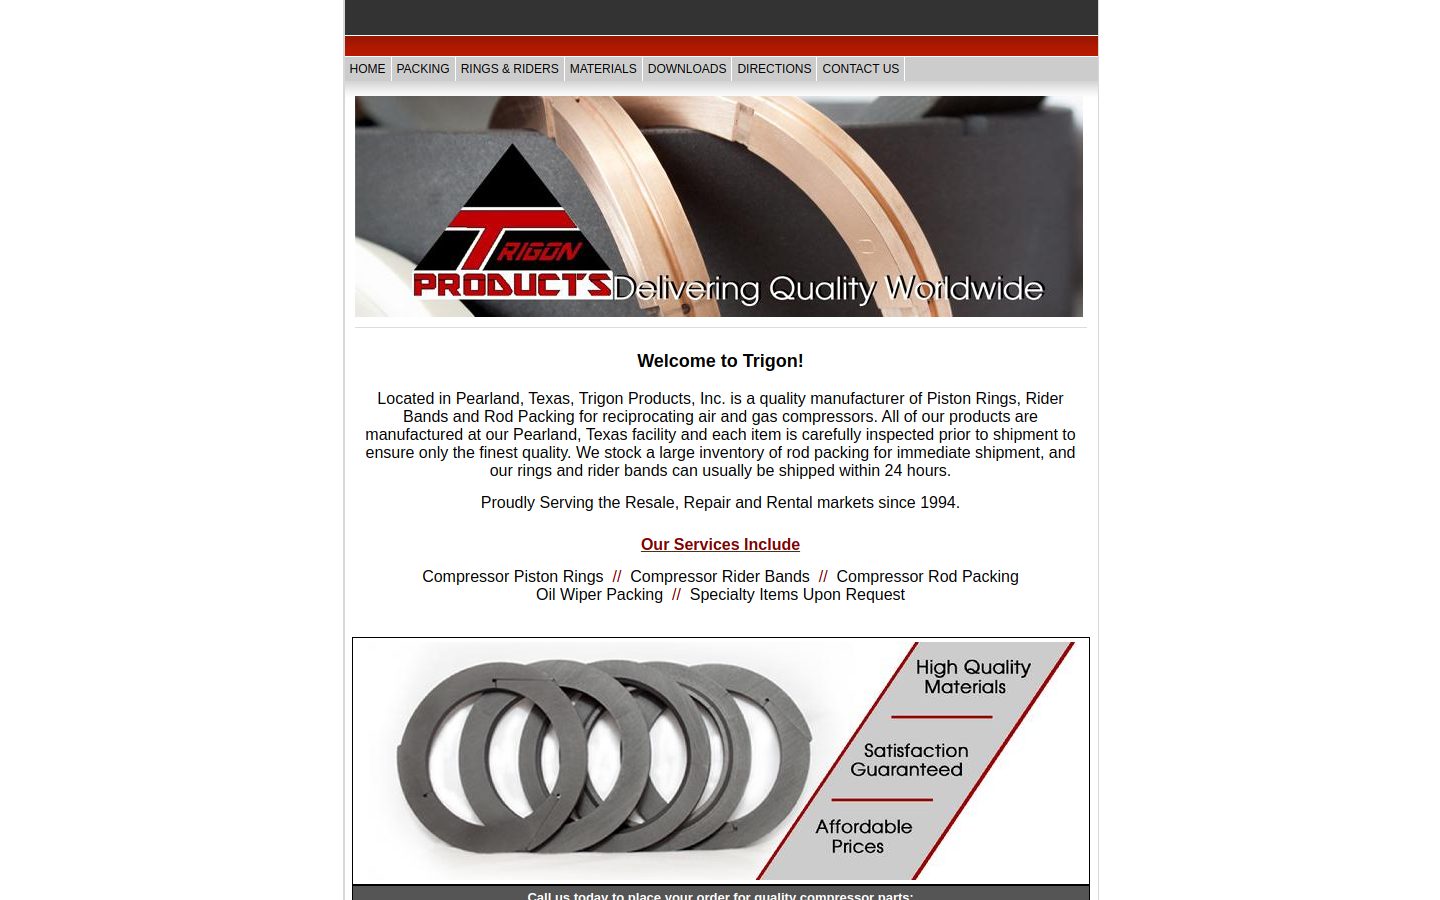 HOME PACKING RINGS & RIDERS MATERIALS DOWNLOADS DIRECTIONS CONTACT US
TRIGON
PRODUCTS
Delivering Quality Worldwide
Welcome to Trigon!
Located in Pearland, Texas, Trigon Products, Inc. is a quality manufacturer of Piston Rings, Rider
Bands and Rod Packing for reciprocating air and gas compressors. All of our products are
manufactured at our Pearland, Texas facility and each item is carefully inspected prior to shipment to
ensure only the finest quality. We stock a large inventory of rod packing for immediate shipment, and
our rings and rider bands can usually be shipped within 24 hours.
Proudly Serving the Resale, Repair and Rental markets since 1994.
Our Services Include
Compressor Piston Rings // Compressor Rider Bands // Compressor Rod Packing
Oil Wiper Packing // Specialty Items Upon Request
High Quality
Materials
Satisfaction
Guaranteed
Affordable
Prices
Call us today to place your order for quality compressor parts: